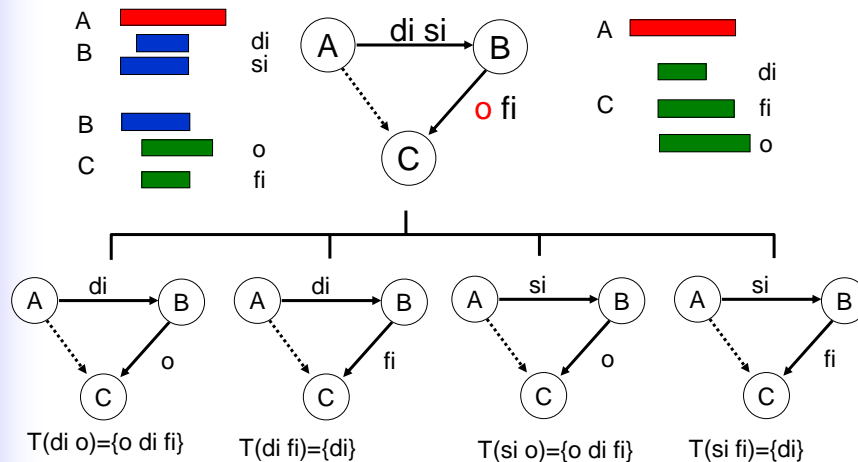 A
B
di
si
B
C
o
fi
A
di si
B
o fi
C
A
C
di
fi
o
A
di
B
o
C
T(di o)={o di fi}
A
di
B
fi
C
T(di fi)={di}
A
si
B
o
C
T(si o)={o di fi}
A
si
B
fi
C
T(si fi)={di}